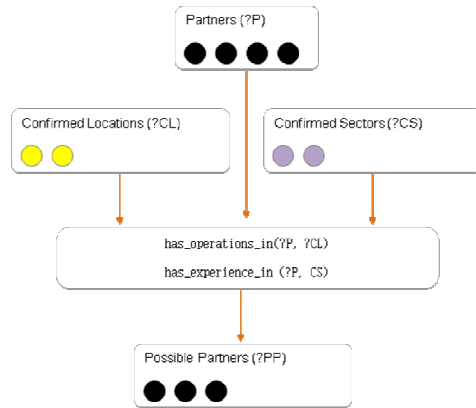 Partners (?P)
Confirmed Locations (?CL)
Confirmed Sectors (?CS)
has_operations_in(?P, ?CL)
has_experience_in (?P, CS)
Possible Partners (?PP)